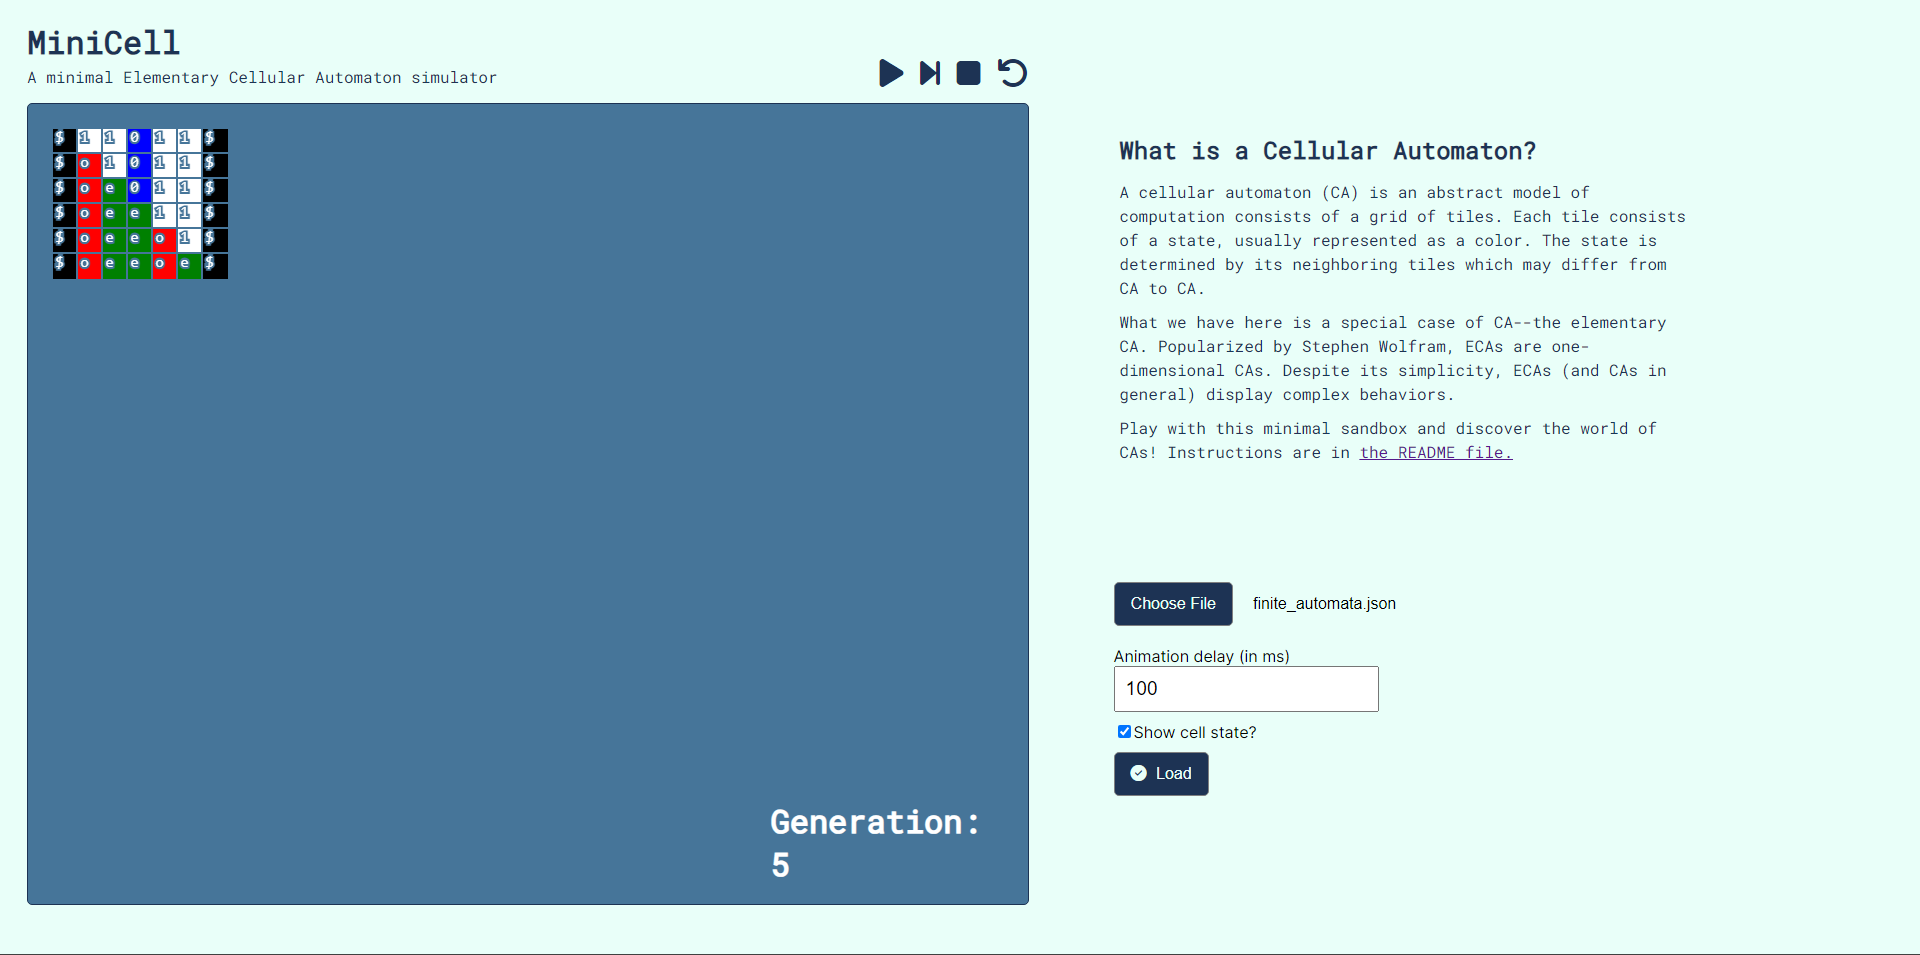 MiniCell
A minimal Elementary Cellular Automaton simulator
$ 1 1 0 1 1 $
$ o 1 0 1 1 $
$ o e 0 1 1 $
$ o e e 1 1 $
$ o e e o 1 $
$ o e e o e $
Generation:
5
What is a Cellular Automaton?
A cellular automaton (CA) is an abstract model of
computation consists of a grid of tiles. Each tile consists
of a state, usually represented as a color. The state is
determined by its neighboring tiles which may differ from
CA to CA.
What we have here is a special case of CA--the elementary
CA. Popularized by Stephen Wolfram, ECAs are one-
dimensional CAs. Despite its simplicity, ECAs (and CAs in
general) display complex behaviors.
Play with this minimal sandbox and discover the world of
CAs! Instructions are in the README file.
Choose File finite_automata.json
Animation delay (in ms)
100
Show cell state?
Load